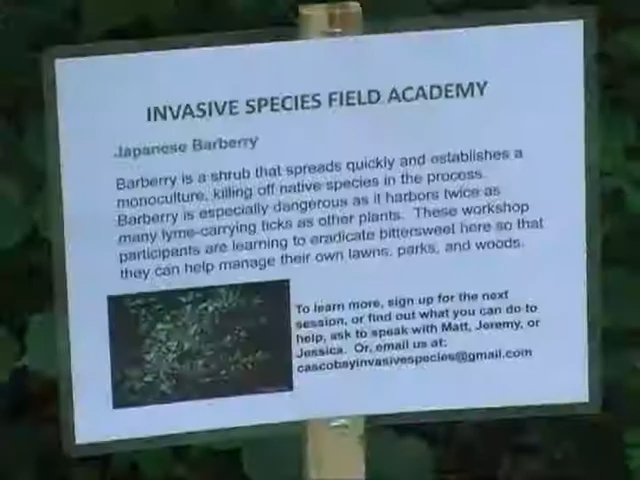 INVASIVE SPECIES FIELD ACADEMY
Japanese Barberry
Barberry is a shrub that spreads quickly and establishes a
monoculture, killing off native species in the process.
Barberry is especially dangerous as it harbors twice as
many lyme-carrying ticks as other plants. These workshop
participants are learning to eradicate bittersweet here so that
they can help manage their own lawns, parks, and woods.
To learn more, sign up for the next
session, or find out what you can do to
help, ask to speak with Matt, Jeremy, or
Jessica. Or, email us at:
cascobayinvasivespecies@gmail.com